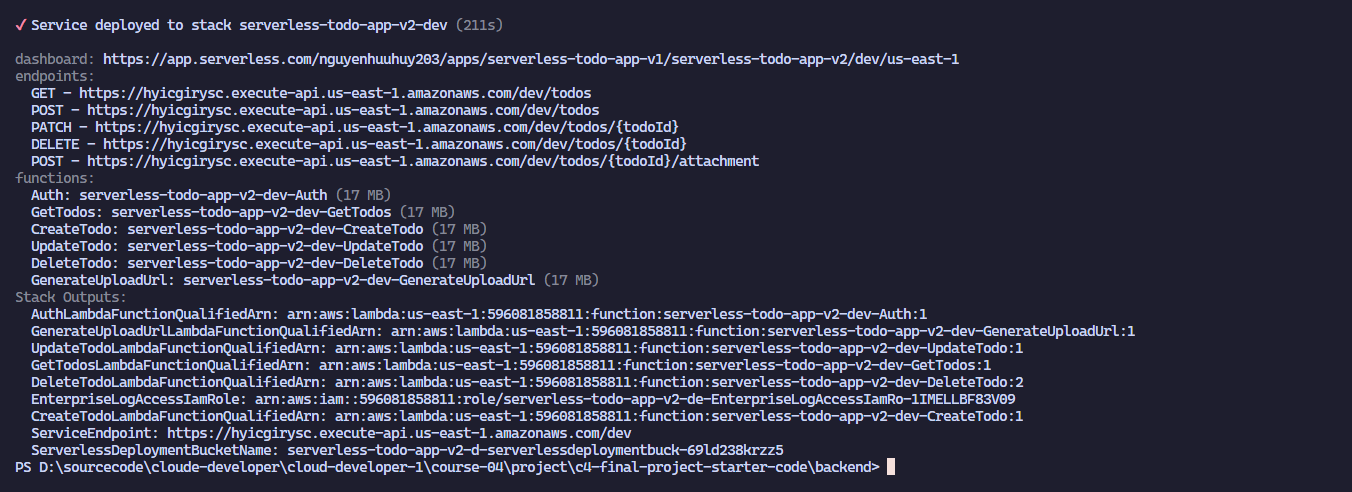 ✓ Service deployed to stack serverless-todo-app-v2-dev (211s)
dashboard: https://app.serverless.com/nguyenhuuhuy203/apps/serverless-todo-app-v1/serverless-todo-app-v2/dev/us-east-1
endpoints:
GET - https://hyicgirysc.execute-api.us-east-1.amazonaws.com/dev/todos
POST - https://hyicgirysc.execute-api.us-east-1.amazonaws.com/dev/todos
PATCH - https://hyicgirysc.execute-api.us-east-1.amazonaws.com/dev/todos/{todoId}
DELETE - https://hyicgirysc.execute-api.us-east-1.amazonaws.com/dev/todos/{todoId}
POST - https://hyicgirysc.execute-api.us-east-1.amazonaws.com/dev/todos/{todoId}/attachment
functions:
Auth: serverless-todo-app-v2-dev-Auth (17 MB)
GetTodos: serverless-todo-app-v2-dev-GetTodos (17 MB)
CreateTodo: serverless-todo-app-v2-dev-CreateTodo (17 MB)
UpdateTodo: serverless-todo-app-v2-dev-UpdateTodo (17 MB)
DeleteTodo: serverless-todo-app-v2-dev-DeleteTodo (17 MB)
GenerateUploadUrl: serverless-todo-app-v2-dev-GenerateUploadUrl (17 MB)
Stack Outputs:
AuthLambdaFunctionQualifiedArn: arn:aws:lambda:us-east-1:596081858811:function:serverless-todo-app-v2-dev-Auth:1
GenerateUploadUrlLambdaFunctionQualifiedArn: arn:aws:lambda:us-east-1:596081858811:function:serverless-todo-app-v2-dev-GenerateUploadUrl:1
UpdateTodoLambdaFunctionQualifiedArn: arn:aws:lambda:us-east-1:596081858811:function:serverless-todo-app-v2-dev-UpdateTodo:1
GetTodosLambdaFunctionQualifiedArn: arn:aws:lambda:us-east-1:596081858811:function:serverless-todo-app-v2-dev-GetTodos:1
DeleteTodoLambdaFunctionQualifiedArn: arn:aws:lambda:us-east-1:596081858811:function:serverless-todo-app-v2-dev-DeleteTodo:2
EnterpriseLogAccessIamRole: arn:aws:iam::596081858811:role/serverless-todo-app-v2-de-EnterpriseLogAccessIamRo-1IMELLBF83V09
CreateTodoLambdaFunctionQualifiedArn: arn:aws:lambda:us-east-1:596081858811:function:serverless-todo-app-v2-dev-CreateTodo:1
ServiceEndpoint: https://hyicgirysc.execute-api.us-east-1.amazonaws.com/dev
ServerlessDeploymentBucketName: serverless-todo-app-v2-d-serverlessdeploymentbuck-69ld238krzz5
PS D:\sourcecode\cloude-developer\cloud-developer-1\course-04\project\c4-final-project-starter-code\backend>